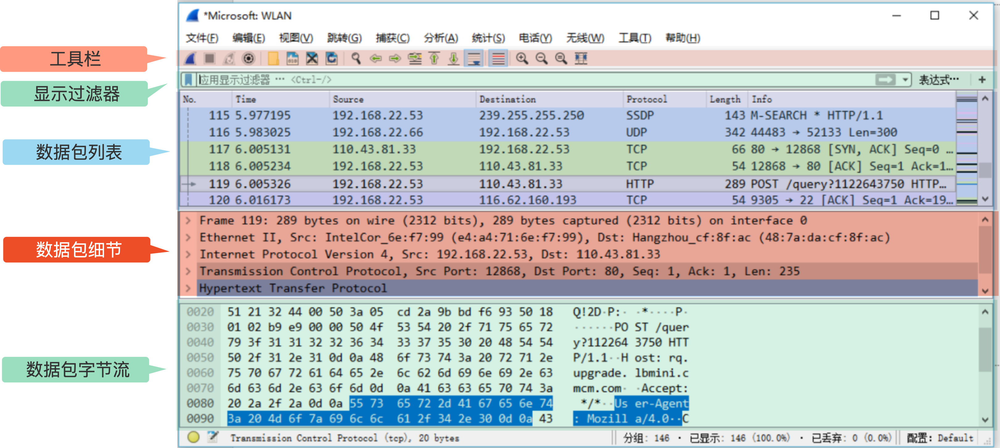 *Microsoft: WLAN
文件(F) 编辑(E) 视图(V) 跳转(G) 捕获(C) 分析(A) 统计(S) 电话(Y) 无线(W) 工具(T) 帮助(H)
工具栏
显示过滤器
应用显示过滤器 … <Ctrl-/> 表达式… +
No. Time Source Destination Protocol Length Info
115 5.977195 192.168.22.53 239.255.255.250 SSDP 143 M-SEARCH * HTTP/1.1
116 5.983025 192.168.22.66 192.168.22.53 UDP 342 44483 → 52133 Len=300
数据包列表
117 6.005131 110.43.81.33 192.168.22.53 TCP 66 80 → 12868 [SYN, ACK] Seq=0 …
118 6.005234 192.168.22.53 110.43.81.33 TCP 54 12868 → 80 [ACK] Seq=1 Ack=1…
119 6.005326 192.168.22.53 110.43.81.33 HTTP 289 POST /query?1122643750 HTTP…
120 6.016173 192.168.22.53 116.62.160.193 TCP 54 9305 → 22 [ACK] Seq=1 Ack=19…
数据包细节
Frame 119: 289 bytes on wire (2312 bits), 289 bytes captured (2312 bits) on interface 0
Ethernet II, Src: IntelCor_6e:f7:99 (e4:a4:71:6e:f7:99), Dst: Hangzhou_cf:8f:ac (48:7a:da:cf:8f:ac)
Internet Protocol Version 4, Src: 192.168.22.53, Dst: 110.43.81.33
Transmission Control Protocol, Src Port: 12868, Dst Port: 80, Seq: 1, Ack: 1, Len: 235
Hypertext Transfer Protocol
数据包字节流
0020 51 21 32 44 00 50 3a 05 cd 2a 9b bd f6 93 50 18 Q!2D·P:· ·*····P·
0030 01 02 b9 e9 00 00 50 4f 53 54 20 2f 71 75 65 72 ······PO ST /quer
0040 79 3f 31 31 32 32 36 34 33 37 35 30 20 48 54 54 y?112264 3750 HTT
0050 50 2f 31 2e 31 0d 0a 48 6f 73 74 3a 20 72 71 2e P/1.1··H ost: rq.
0060 75 70 67 72 61 64 65 2e 6c 62 6d 69 6e 69 2e 63 upgrade. lbmini.c
0070 6d 63 6d 2e 63 6f 6d 0d 0a 41 63 63 65 70 74 3a mcm.com· ·Accept:
0080 20 2a 2f 2a 0d 0a 55 73 65 72 2d 41 67 65 6e 74 */*··Us er-Agent
0090 3a 20 4d 6f 7a 69 6c 6c 61 2f 34 2e 30 0d 0a 43 : Mozill a/4.0··C
Transmission Control Protocol (tcp), 20 bytes 分组: 146 · 已显示: 146 (100.0%) · 已丢弃: 0 (0.0%) 配置: Default